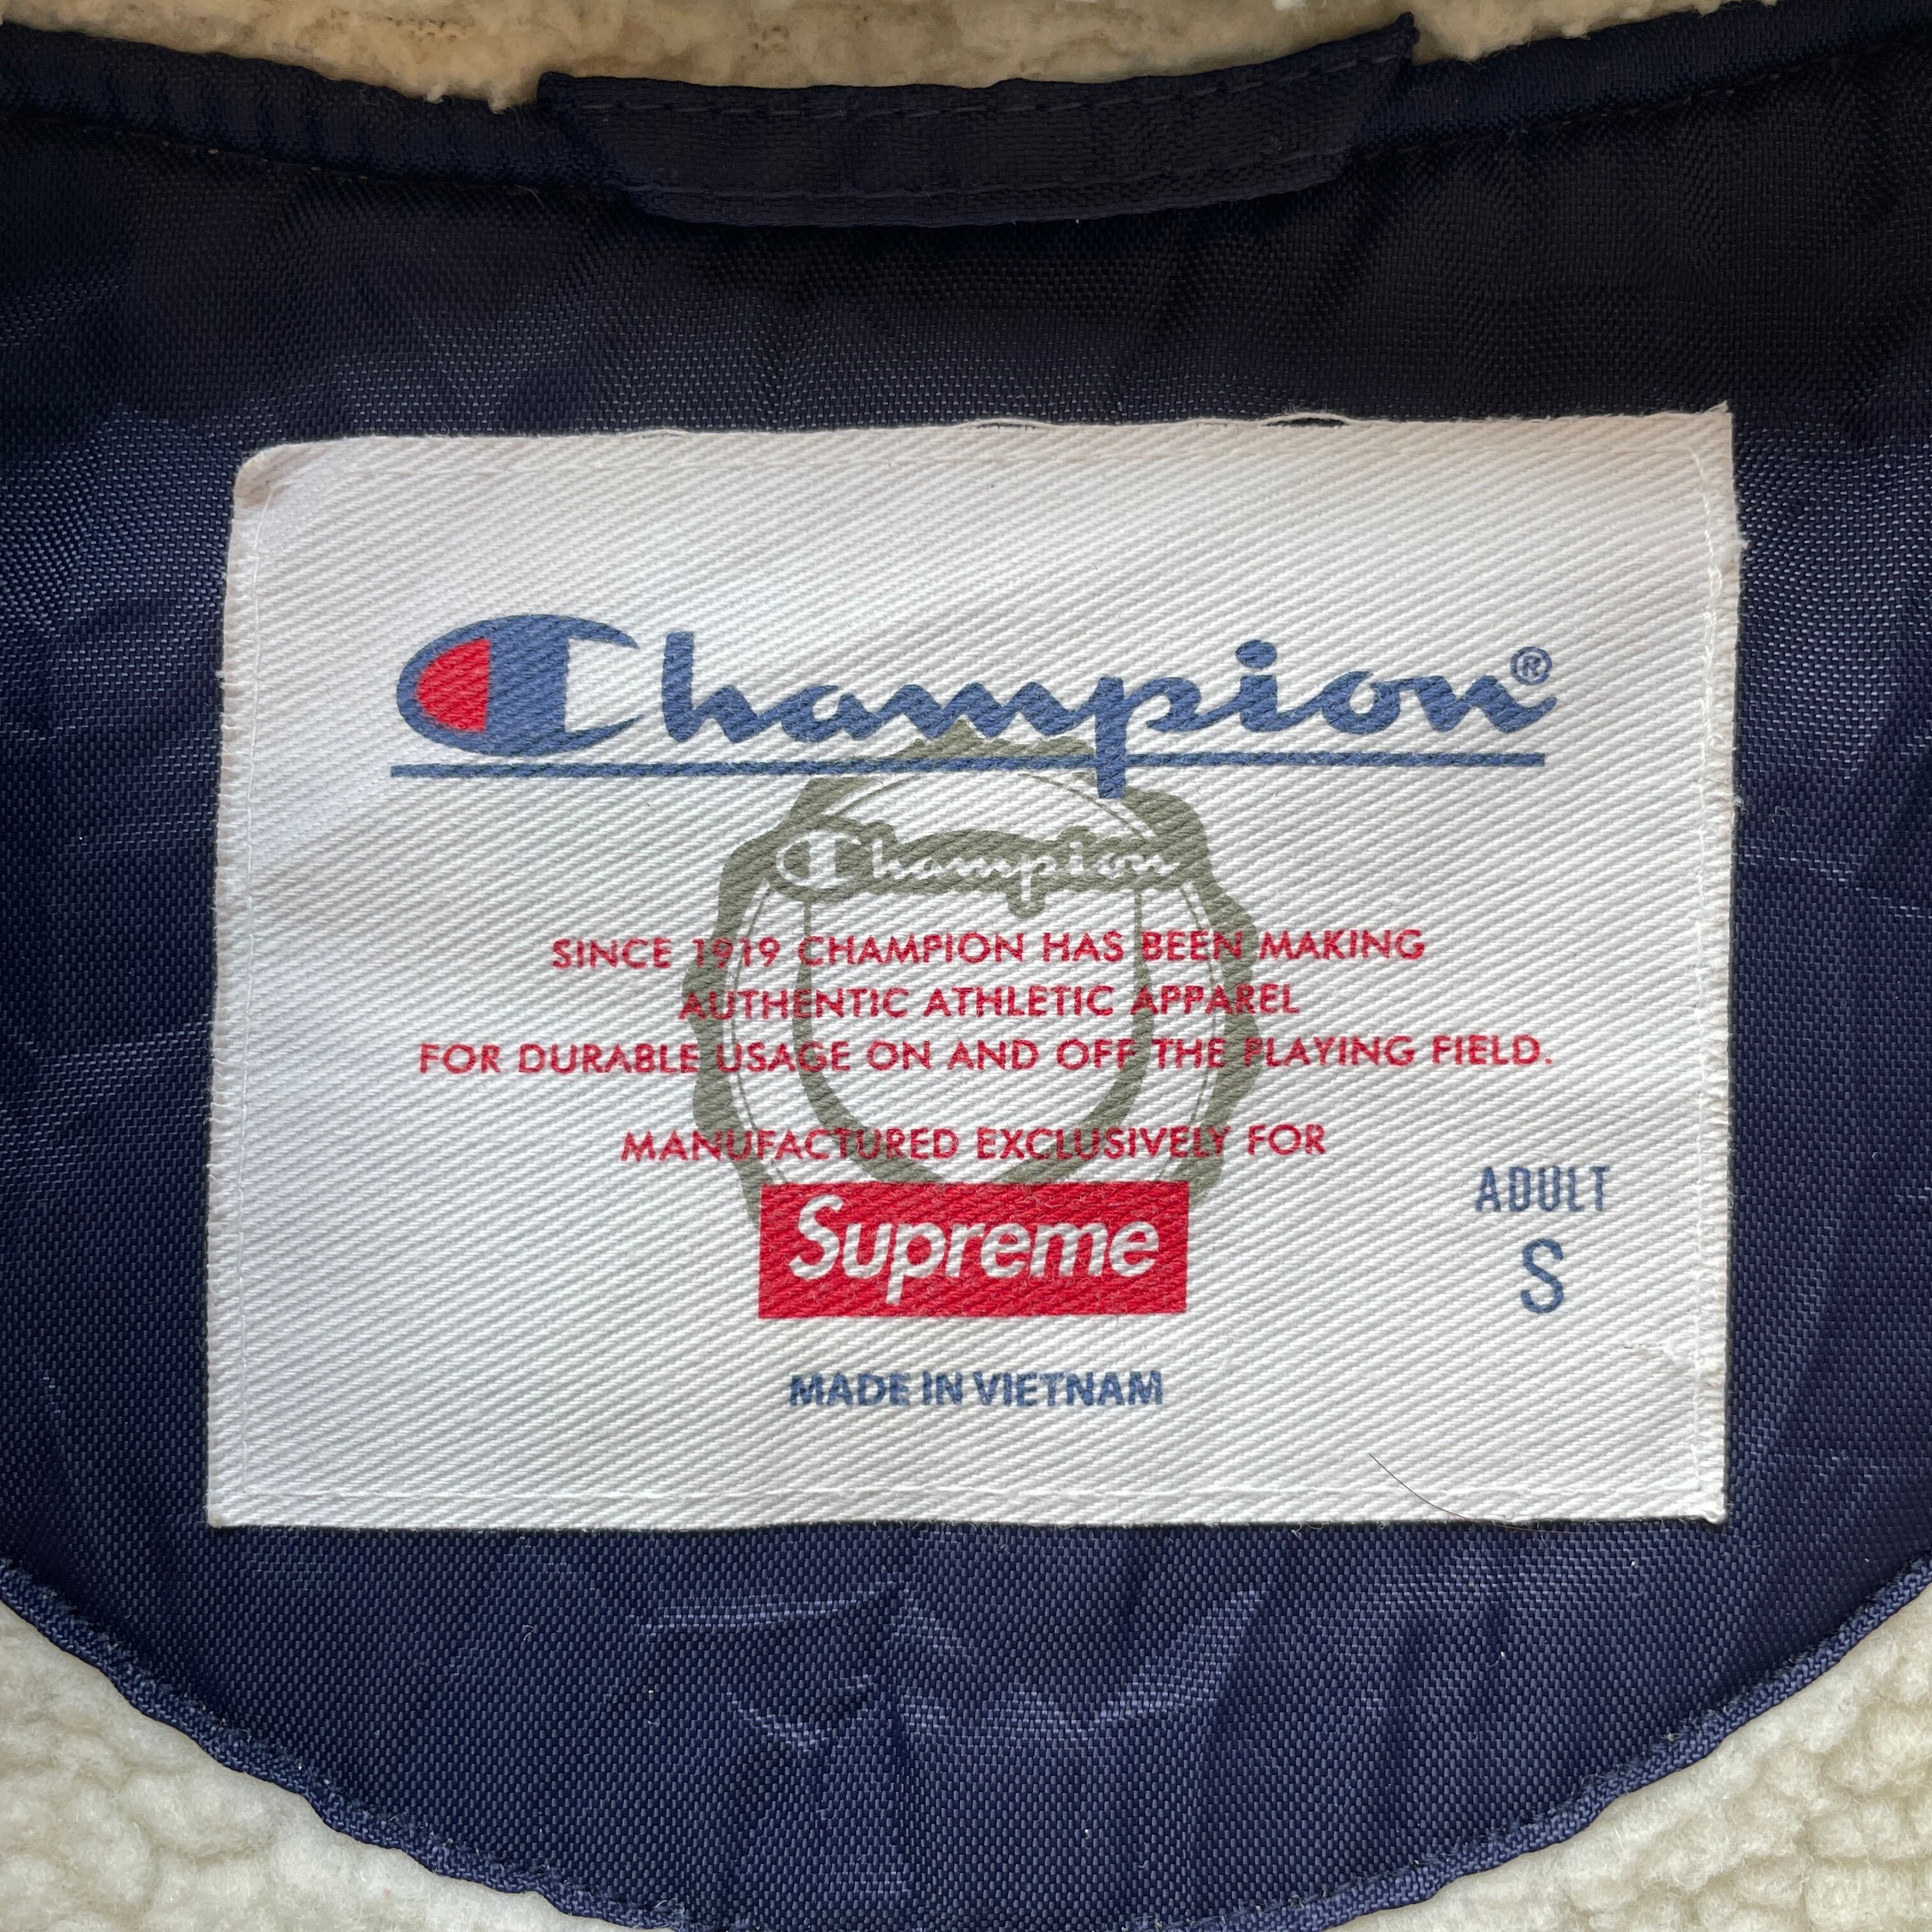 Champion®
Champion
SINCE 1919 CHAMPION HAS BEEN MAKING
AUTHENTIC ATHLETIC APPAREL
FOR DURABLE USAGE ON AND OFF THE PLAYING FIELD.
MANUFACTURED EXCLUSIVELY FOR
Supreme
ADULT
S
MADE IN VIETNAM